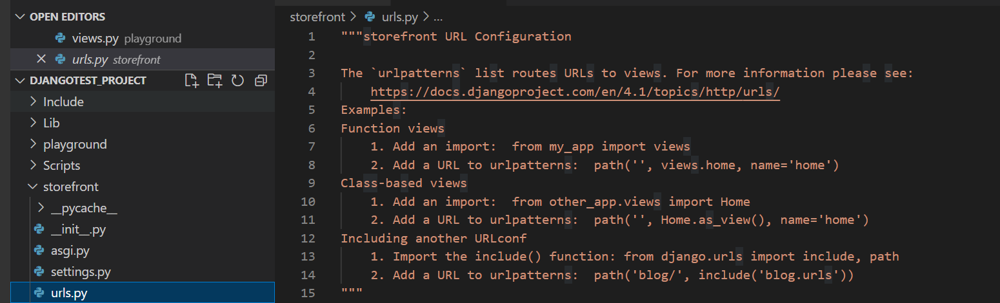 OPEN EDITORS
views.py playground
urls.py storefront
DJANGOTEST_PROJECT
Include
Lib
playground
Scripts
storefront
__pycache__
__init__.py
asgi.py
settings.py
urls.py
storefront > urls.py > ...
1 """storefront URL Configuration
2
3 The `urlpatterns` list routes URLs to views. For more information please see:
4     https://docs.djangoproject.com/en/4.1/topics/http/urls/
5 Examples:
6 Function views
7     1. Add an import:  from my_app import views
8     2. Add a URL to urlpatterns:  path('', views.home, name='home')
9 Class-based views
10     1. Add an import:  from other_app.views import Home
11     2. Add a URL to urlpatterns:  path('', Home.as_view(), name='home')
12 Including another URLconf
13     1. Import the include() function: from django.urls import include, path
14     2. Add a URL to urlpatterns:  path('blog/', include('blog.urls'))
15 """